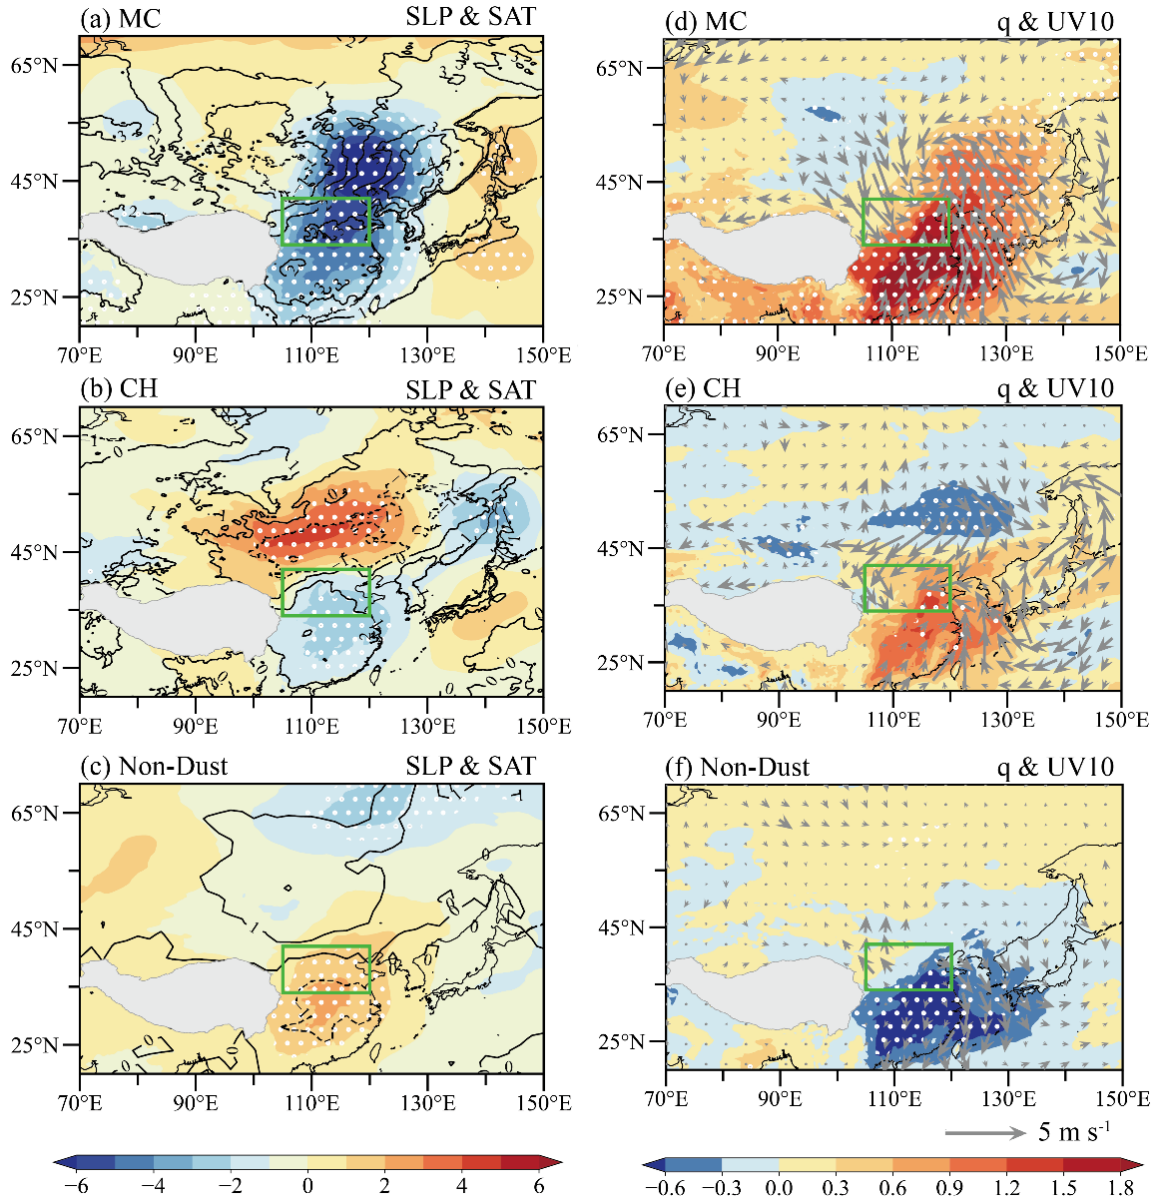 (a) MC SLP & SAT
65°N
45°N
25°N
70°E 90°E 110°E 130°E 150°E
(d) MC q & UV10
65°N
45°N
25°N
70°E 90°E 110°E 130°E 150°E
(b) CH SLP & SAT
65°N
45°N
25°N
70°E 90°E 110°E 130°E 150°E
(e) CH q & UV10
65°N
45°N
25°N
70°E 90°E 110°E 130°E 150°E
(c) Non-Dust SLP & SAT
65°N
45°N
25°N
70°E 90°E 110°E 130°E 150°E
(f) Non-Dust q & UV10
65°N
45°N
25°N
70°E 90°E 110°E 130°E 150°E
5 m s⁻¹
−6 −4 −2 0 2 4 6
−0.6 −0.3 0.0 0.3 0.6 0.9 1.2 1.5 1.8